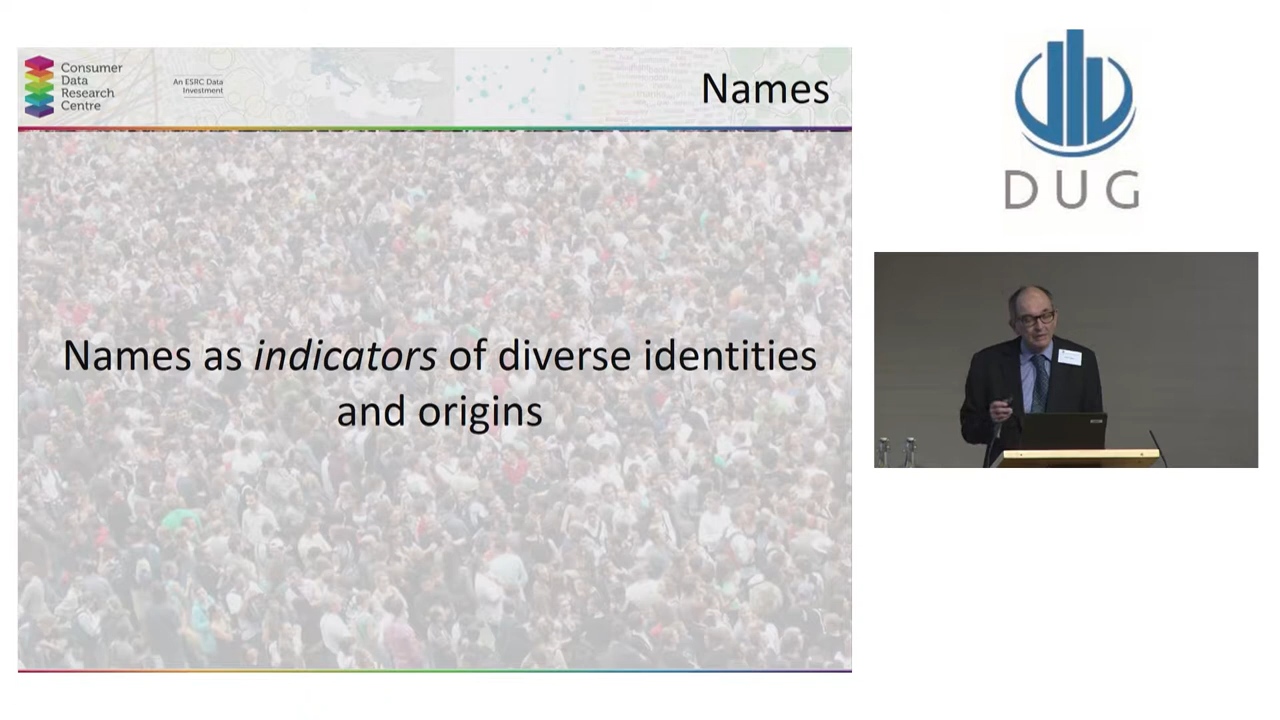 Consumer
Data
Research
Centre
An ESRC Data
Investment
Names
Names as indicators of diverse identities
and origins
DUG